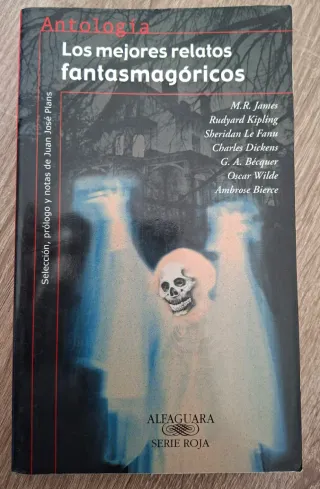 Antología
Los mejores relatos
fantasmagóricos
M.R. James
Rudyard Kipling
Sheridan Le Fanu
Charles Dickens
G. A. Bécquer
Oscar Wilde
Ambrose Bierce
Selección, prólogo y notas de Juan José Plans
ALFAGUARA
SERIE ROJA